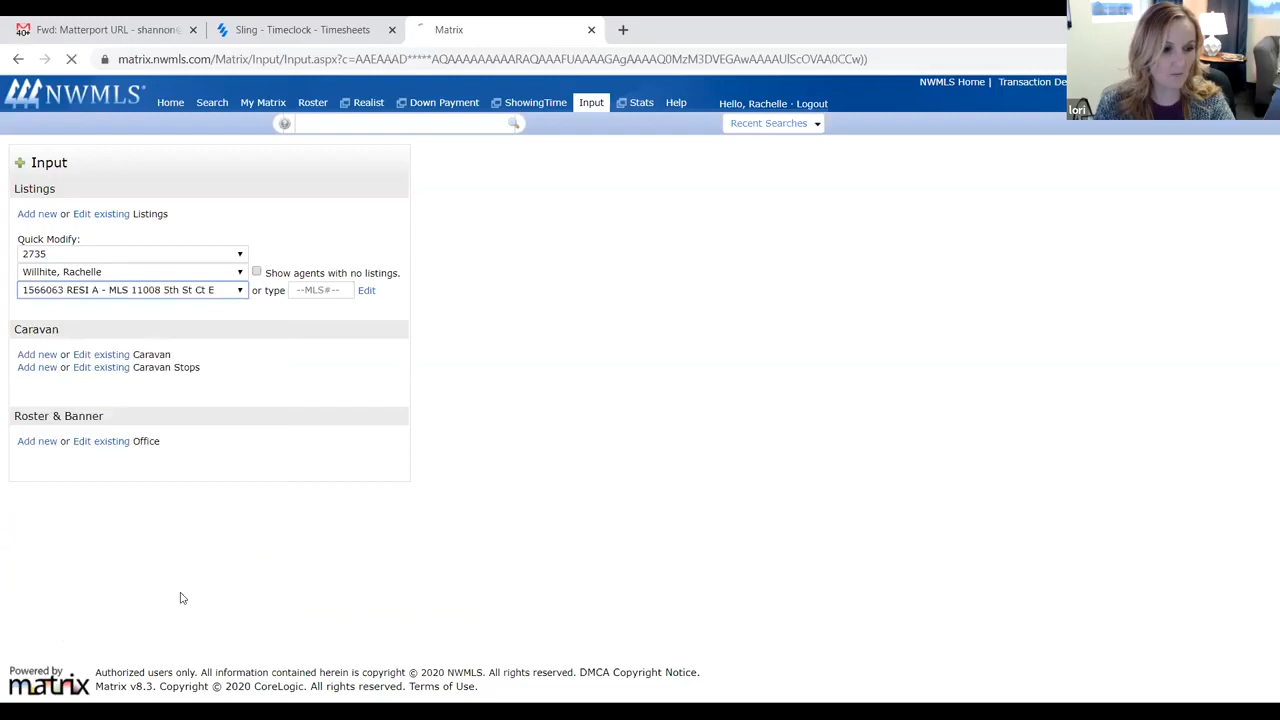 40+ Fwd: Matterport URL - shannon@
Sling - Timeclock - Timesheets
Matrix
matrix.nwmls.com/Matrix/Input/Input.aspx?c=AAEAAAD*****AQAAAAAAAAARAQAAAFUAAAAGAgAAAAQ0MzM3DVEGAwAAAAUIScOVAA0CCw))
NWMLS Home | Transaction De
NWMLS
Home Search My Matrix Roster Realist Down Payment ShowingTime Input Stats Help Hello, Rachelle · Logout
Recent Searches
lori
Input
Listings
Add new or Edit existing Listings
Quick Modify:
2735
Willhite, Rachelle
Show agents with no listings.
1566063 RESI A - MLS 11008 5th St Ct E or type --MLS#-- Edit
Caravan
Add new or Edit existing Caravan
Add new or Edit existing Caravan Stops
Roster & Banner
Add new or Edit existing Office
Powered by
matrix
Authorized users only. All information contained herein is copyright © 2020 NWMLS. All rights reserved. DMCA Copyright Notice.
Matrix v8.3. Copyright © 2020 CoreLogic. All rights reserved. Terms of Use.